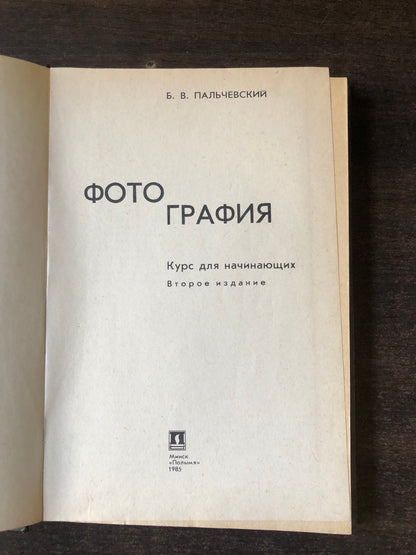 Б. В. ПАЛЬЧЕВСКИЙ
ФОТО
ГРАФИЯ
Курс для начинающих
Второе издание
Минск
«Полымя»
1985